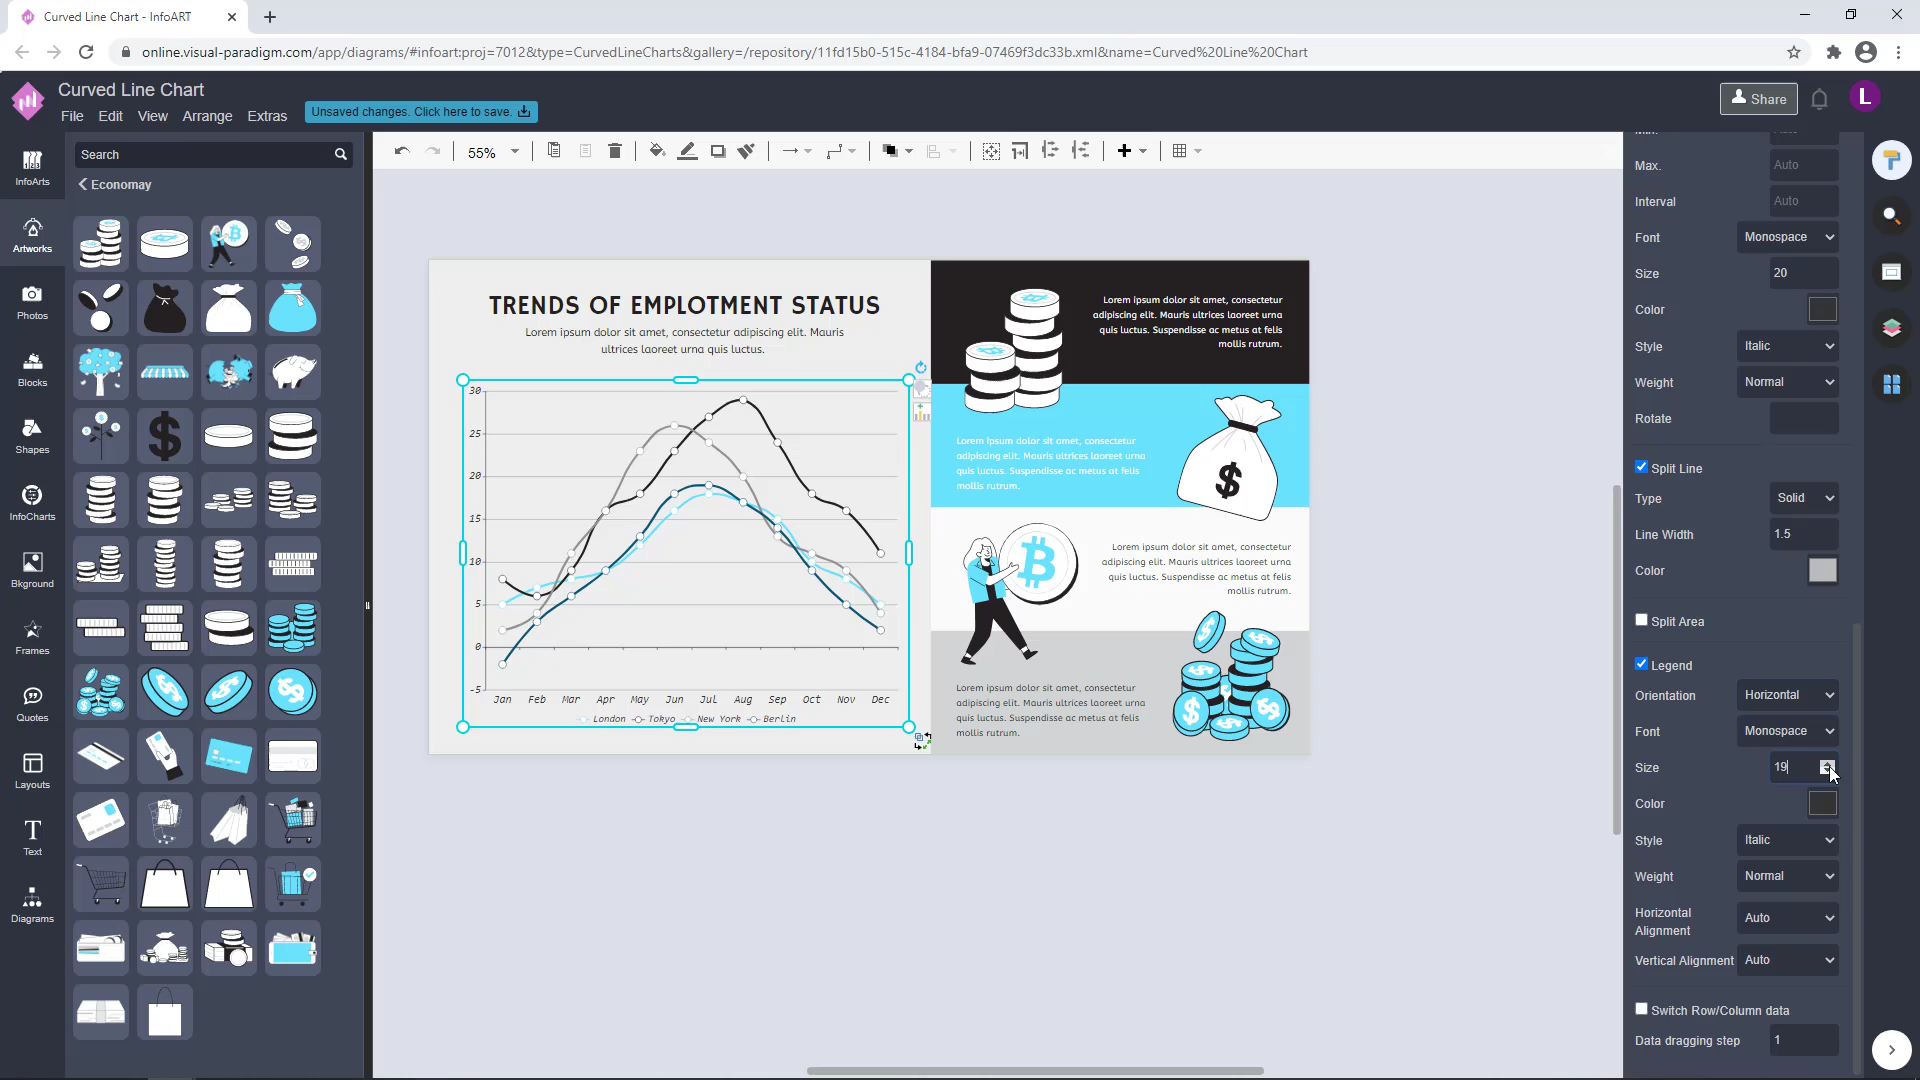 Curved Line Chart - InfoART
online.visual-paradigm.com/app/diagrams/#infoart:proj=7012&type=CurvedLineCharts&gallery=/repository/11fd15b0-515c-4184-bfa9-07469f3dc33b.xml&name=Curved%20Line%20Chart
Curved Line Chart
File Edit View Arrange Extras
Unsaved changes. Click here to save.
Share
L
InfoArts
Artworks
Photos
Blocks
Shapes
InfoCharts
Bkground
Frames
Quotes
Layouts
Text
Diagrams
Search
Economay
55%
TRENDS OF EMPLOTMENT STATUS
Lorem ipsum dolor sit amet, consectetur adipiscing elit. Mauris
ultrices laoreet urna quis luctus.
30
25
20
15
10
5
0
-5
Jan Feb Mar Apr May Jun Jul Aug Sep Oct Nov Dec
London Tokyo New York Berlin
Lorem ipsum dolor sit amet, consectetur
adipiscing elit. Mauris ultrices laoreet urna
quis luctus. Suspendisse ac metus at felis
mollis rutrum.
Lorem ipsum dolor sit amet, consectetur
adipiscing elit. Mauris ultrices laoreet urna
quis luctus. Suspendisse ac metus at felis
mollis rutrum.
Lorem ipsum dolor sit amet, consectetur
adipiscing elit. Mauris ultrices laoreet urna
quis luctus. Suspendisse ac metus at felis
mollis rutrum.
Lorem ipsum dolor sit amet, consectetur
adipiscing elit. Mauris ultrices laoreet urna
quis luctus. Suspendisse ac metus at felis
mollis rutrum.
Min. Auto
Max. Auto
Interval Auto
Font Monospace
Size 20
Color
Style Italic
Weight Normal
Rotate
Split Line
Type Solid
Line Width 1.5
Color
Split Area
Legend
Orientation Horizontal
Font Monospace
Size 19
Color
Style Italic
Weight Normal
Horizontal
Alignment Auto
Vertical Alignment Auto
Switch Row/Column data
Data dragging step 1